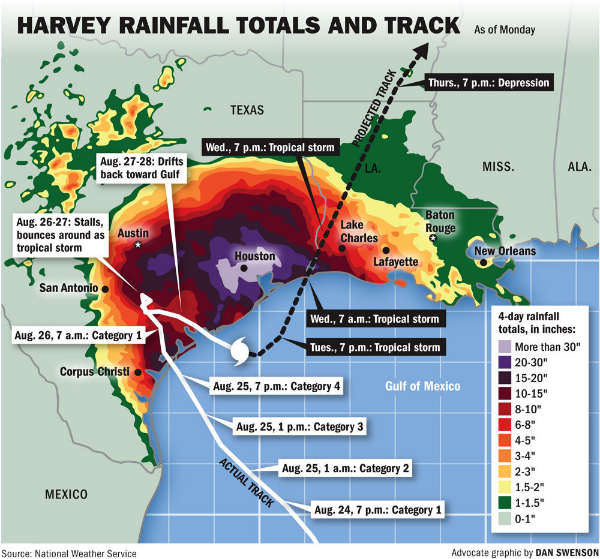 HARVEY RAINFALL TOTALS AND TRACK
As of Monday
Thurs., 7 p.m.: Depression
PROJECTED TRACK
TEXAS
Wed., 7 p.m.: Tropical storm
Aug. 27-28: Drifts
back toward Gulf
LA.
MISS.
ALA.
Aug. 26-27: Stalls,
bounces around as
tropical storm
Austin
Lake
Charles
Baton
Rouge
Houston
Lafayette
New Orleans
San Antonio
Aug. 26, 7 a.m.: Category 1
Wed., 7 a.m.: Tropical storm
Tues., 7 p.m.: Tropical storm
Corpus Christi
Aug. 25, 7 p.m.: Category 4
Gulf of Mexico
Aug. 25, 1 p.m.: Category 3
Aug. 25, 1 a.m.: Category 2
ACTUAL TRACK
Aug. 24, 7 p.m.: Category 1
MEXICO
4-day rainfall
totals, in inches:
More than 30"
20-30"
15-20"
10-15"
8-10"
6-8"
4-5"
3-4"
2-3"
1.5-2"
1-1.5"
0-1"
Source: National Weather Service
Advocate graphic by DAN SWENSON